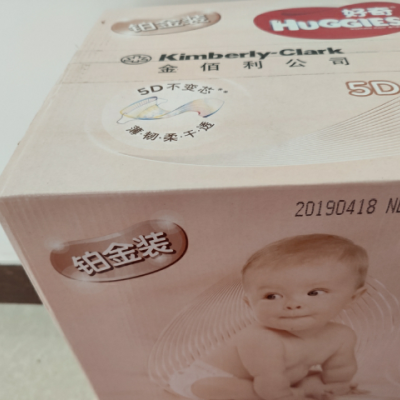 铂金装
好奇
HUGGIES
Kimberly-Clark
金佰利公司
5D不变芯**
薄·韧·柔·干·透
5D
20190418 N
铂金装